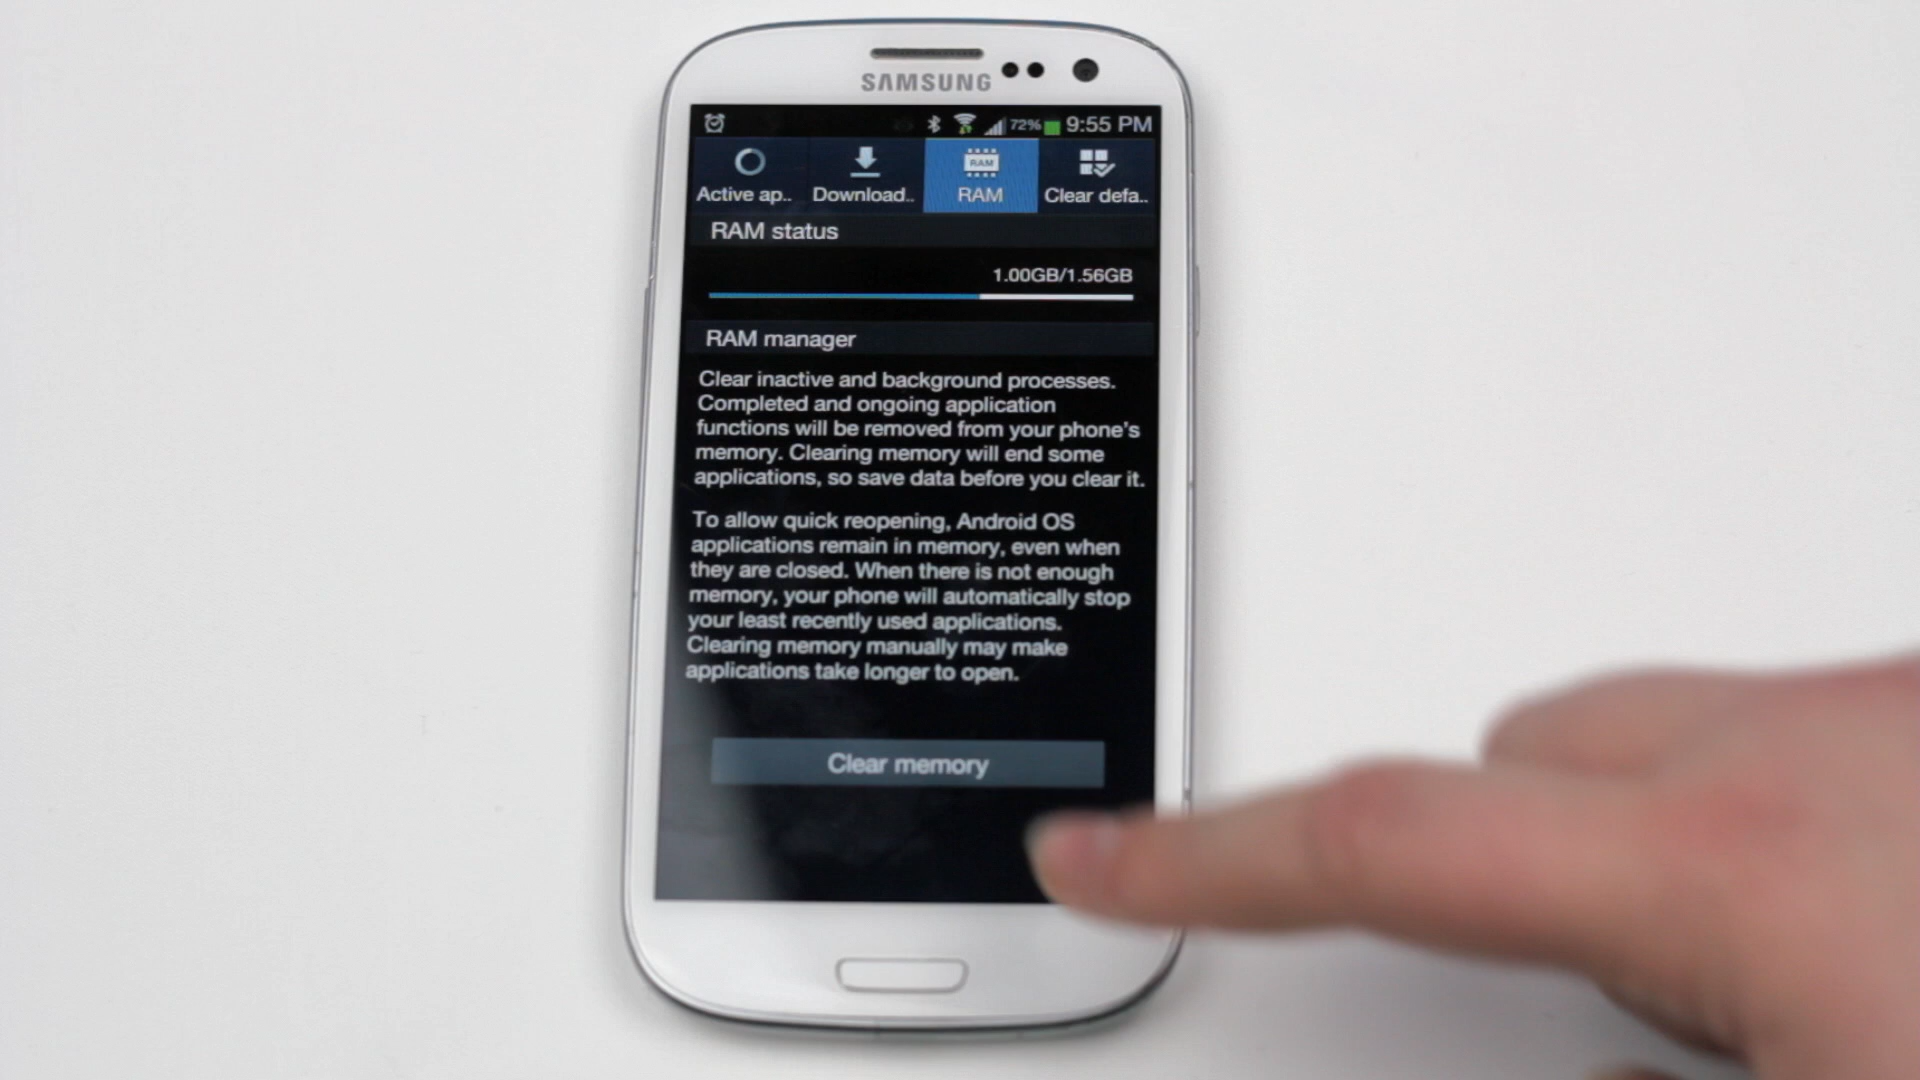 SAMSUNG
72% 9:55 PM
RAM
Active ap.. Download.. RAM Clear defa..
RAM status
1.00GB/1.56GB
RAM manager
Clear inactive and background processes.
Completed and ongoing application
functions will be removed from your phone's
memory. Clearing memory will end some
applications, so save data before you clear it.
To allow quick reopening, Android OS
applications remain in memory, even when
they are closed. When there is not enough
memory, your phone will automatically stop
your least recently used applications.
Clearing memory manually may make
applications take longer to open.
Clear memory